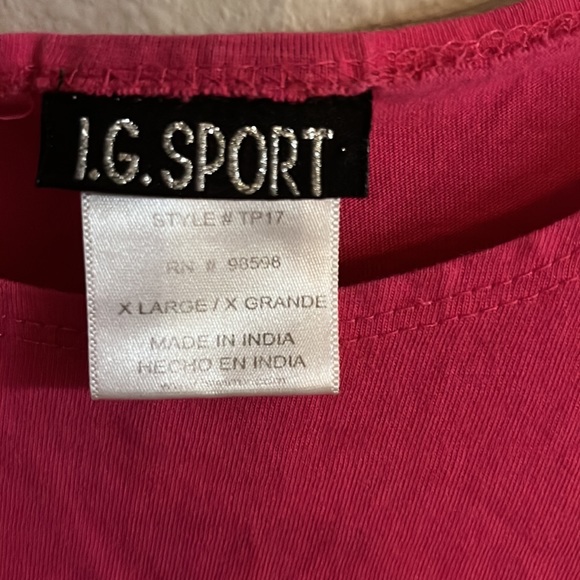 I.G. SPORT
STYLE # TP17
RN # 98598
X LARGE / X GRANDE
MADE IN INDIA
HECHO EN INDIA